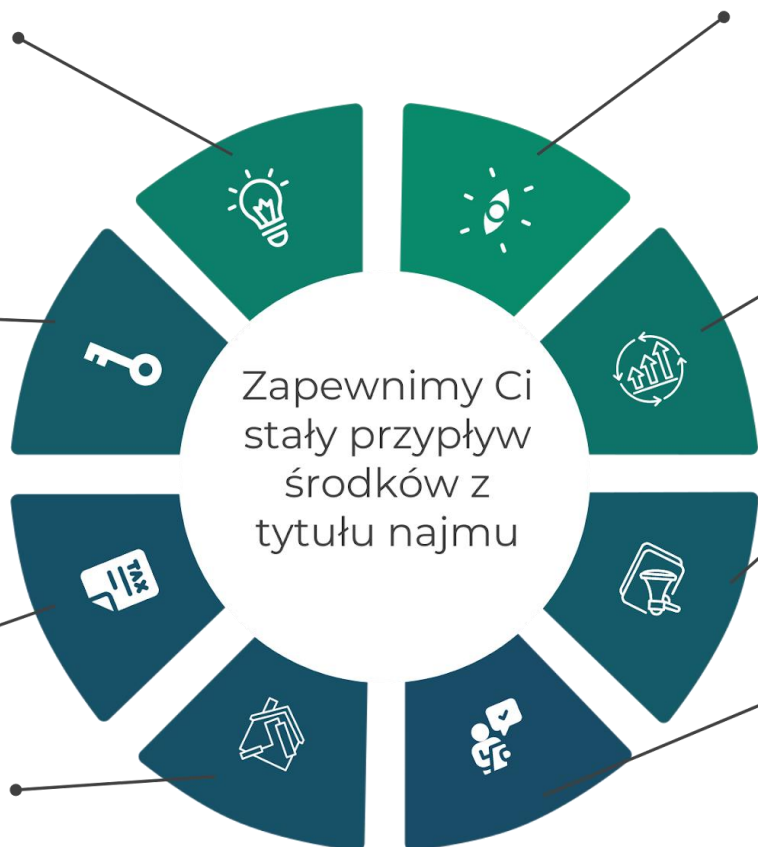 Zapewnimy Ci
stały przypływ
środków z
tytułu najmu
TAX